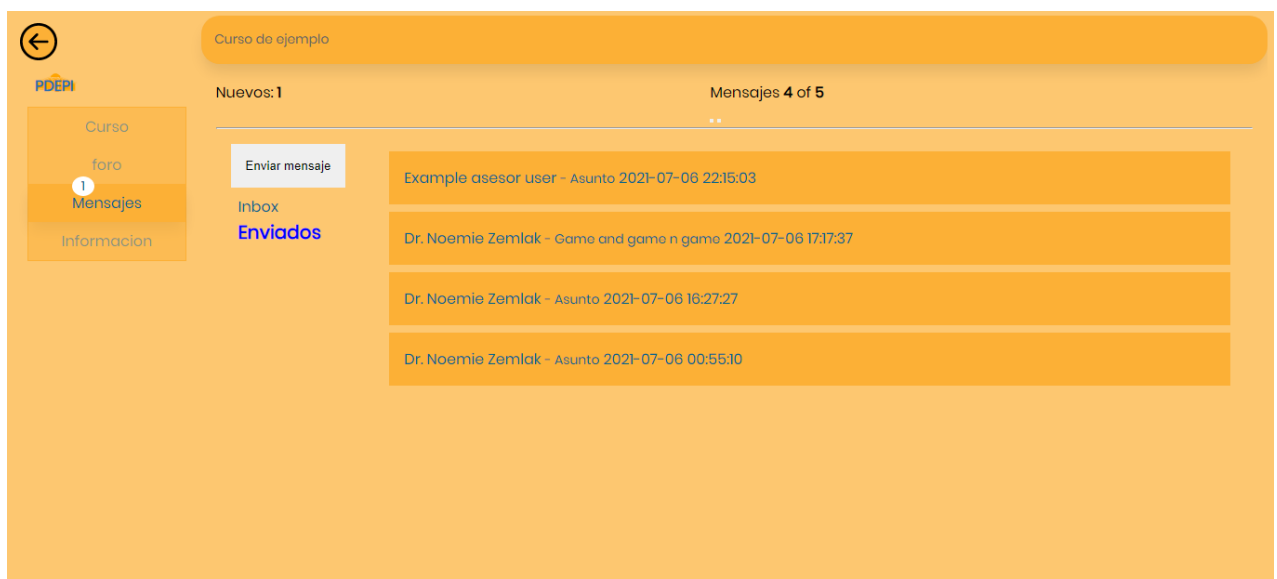 Curso de ejemplo
PDEPI
Nuevos: 1
Mensajes 4 of 5
Curso
foro
1
Mensajes
Informacion
Enviar mensaje
Inbox
Enviados
Example asesor user - Asunto 2021-07-06 22:15:03
Dr. Noemie Zemlak - Game and game n game 2021-07-06 17:17:37
Dr. Noemie Zemlak - Asunto 2021-07-06 16:27:27
Dr. Noemie Zemlak - Asunto 2021-07-06 00:55:10